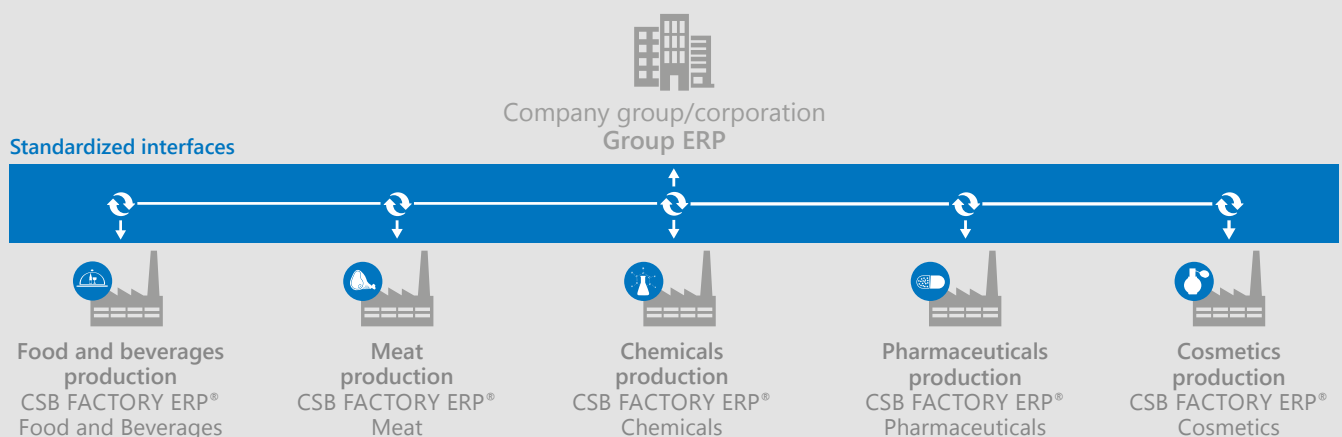 Company group/corporation
Group ERP
Standardized interfaces
Food and beverages
production
CSB FACTORY ERP®
Food and Beverages
Meat
production
CSB FACTORY ERP®
Meat
Chemicals
production
CSB FACTORY ERP®
Chemicals
Pharmaceuticals
production
CSB FACTORY ERP®
Pharmaceuticals
Cosmetics
production
CSB FACTORY ERP®
Cosmetics